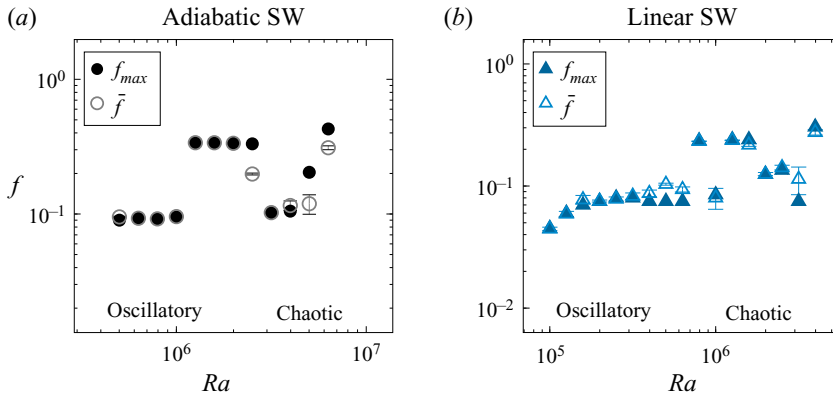 (a)
Adiabatic SW
10^0
f_max
f̄
f
10^−1
Oscillatory
Chaotic
10^6
10^7
Ra
(b)
Linear SW
10^0
f_max
f̄
10^−1
10^−2
Oscillatory
Chaotic
10^5
10^6
Ra